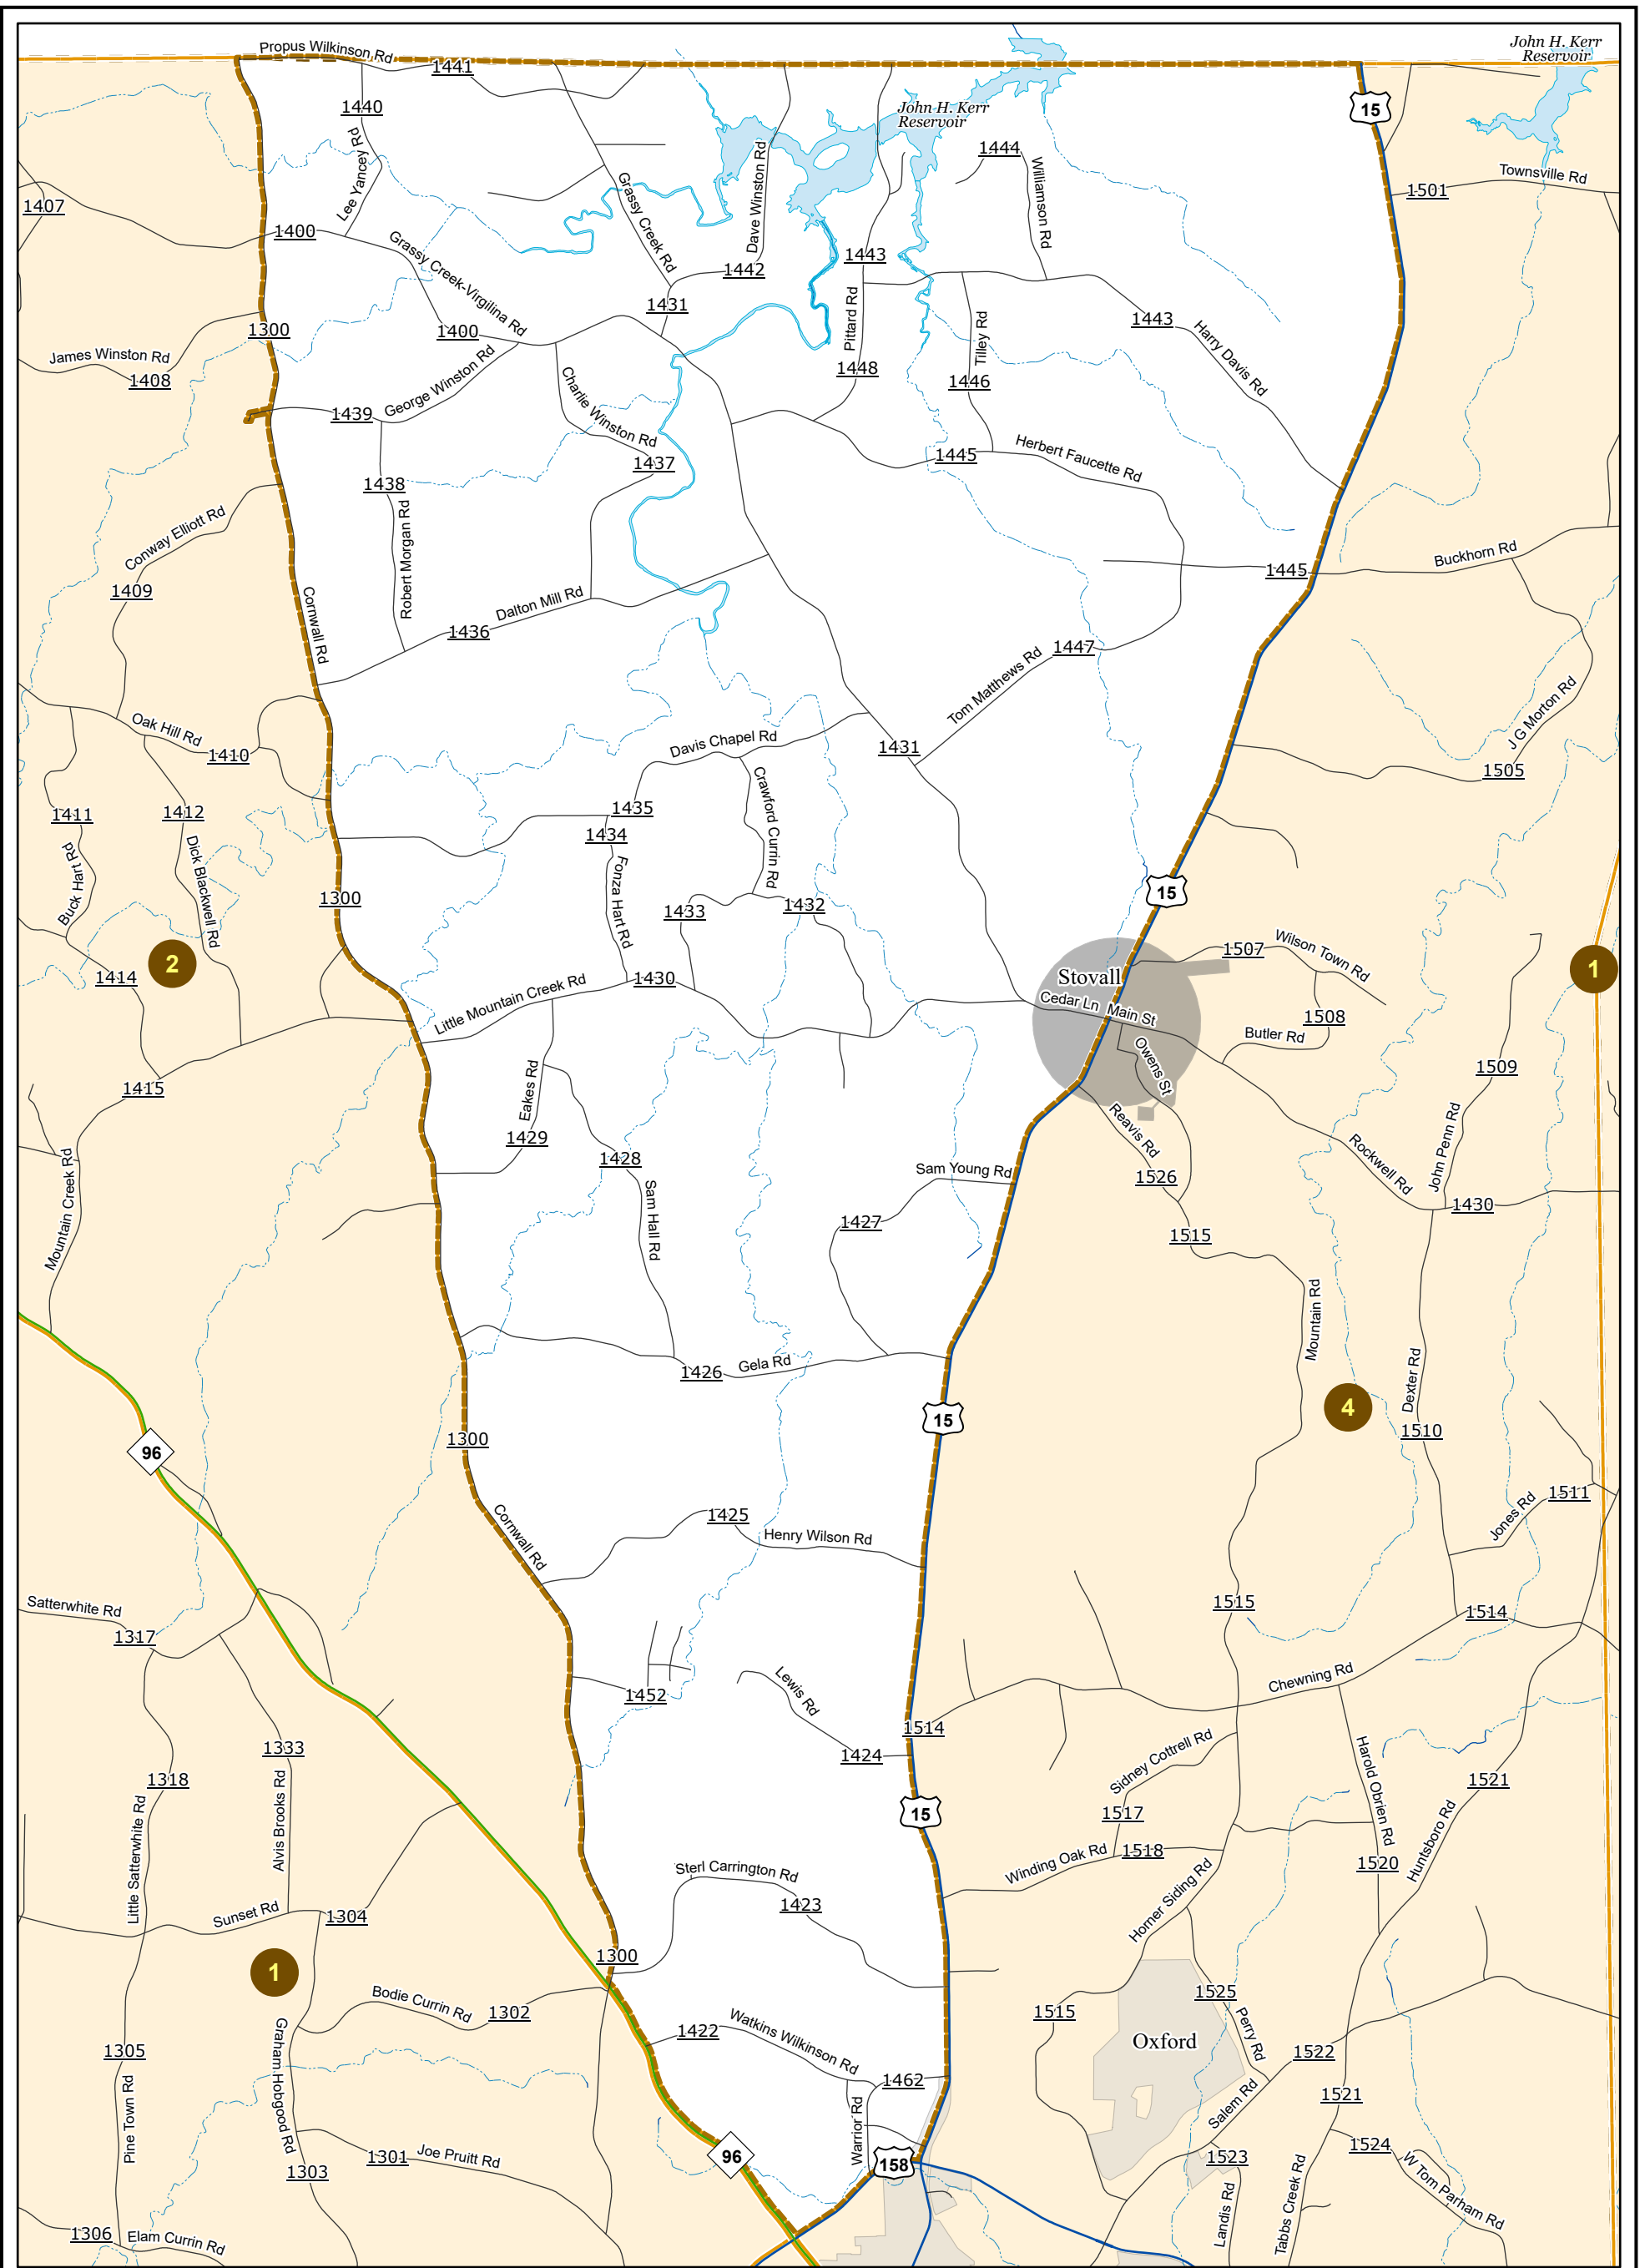 Propus Wilkinson Rd
1441
John H. Kerr
Reservoir
15
1440
John H. Kerr
Reservoir
Lee Yancey Rd
1444
Williamson Rd
Dave Winston Rd
Grassy Creek Rd
1501
Townsville Rd
1407
1400
Grassy Creek-Virgilina Rd
1442
1443
1431
1300
1400
Pittard Rd
Tilley Rd
1443
Harry Davis Rd
James Winston Rd
1408
George Winston Rd
1448
1446
1439
Charlie Winston Rd
1437
1445
Herbert Faucette Rd
1438
Robert Morgan Rd
Conway Elliott Rd
1409
Cornwall Rd
Dalton Mill Rd
1436
1445
Buckhorn Rd
1447
Tom Matthews Rd
Oak Hill Rd
1410
Davis Chapel Rd
1431
J G Morton Rd
1505
1411
1412
Buck Hart Rd
Dick Blackwell Rd
1435
1434
Crawford Currin Rd
Fonza Hart Rd
1300
1433
1432
15
2
1414
1430
Little Mountain Creek Rd
Stovall
Cedar Ln
Main St
1507
Wilson Town Rd
1
1508
Butler Rd
Owens St
1509
1415
Eakes Rd
1429
1428
Sam Hall Rd
Reavis Rd
1526
Sam Young Rd
1427
Mountain Creek Rd
Rockwell Rd
John Penn Rd
1430
1515
Mountain Rd
1426
Gela Rd
Dexter Rd
4
1510
15
96
1300
Cornwall Rd
1425
Henry Wilson Rd
1511
Jones Rd
Satterwhite Rd
1317
1515
1514
1452
Lewis Rd
1424
1514
Chewning Rd
Sidney Cottrell Rd
1333
1318
Alvis Brooks Rd
Little Satterwhite Rd
15
1517
Winding Oak Rd
1518
Harold Obrien Rd
1520
1521
Huntsboro Rd
Horner Siding Rd
Sterl Carrington Rd
1423
Sunset Rd
1304
1300
1
Bodie Currin Rd
1302
1422
Watkins Wilkinson Rd
1515
1525
Perry Rd
Oxford
1522
1305
Pine Town Rd
Graham Hobgood Rd
1462
Warrior Rd
1521
Salem Rd
1523
1524
W Tom Parham Rd
1301
Joe Pruitt Rd
1303
96
158
Landis Rd
Tabbs Creek Rd
1306
Elam Currin Rd